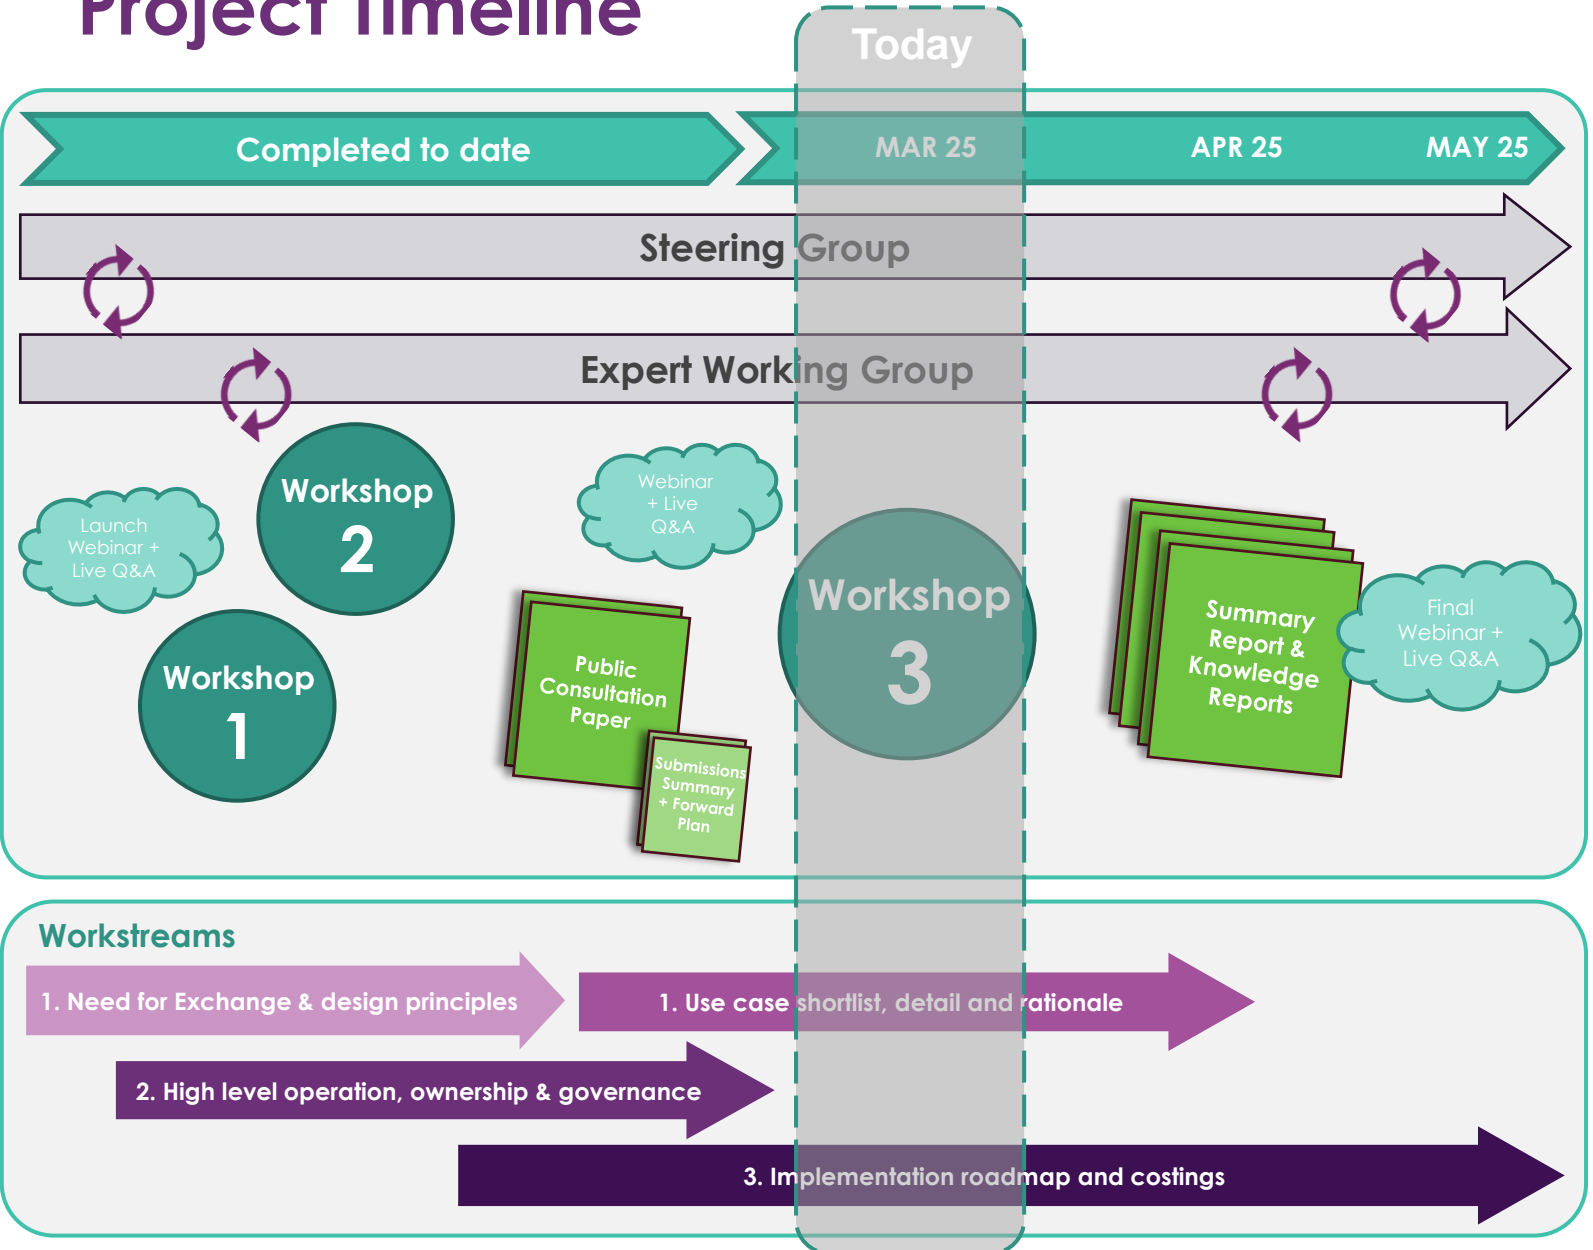 Project Timeline
Today
Completed to date
MAR 25
APR 25
MAY 25
Steering Group
Expert Working Group
Launch
Webinar +
Live Q&A
Workshop
2
Workshop
1
Webinar
+ Live
Q&A
Public
Consultation
Paper
Submissions
Summary
+ Forward
Plan
Workshop
3
Summary
Report &
Knowledge
Reports
Final
Webinar +
Live Q&A
Workstreams
1. Need for Exchange & design principles
1. Use case shortlist, detail and rationale
2. High level operation, ownership & governance
3. Implementation roadmap and costings